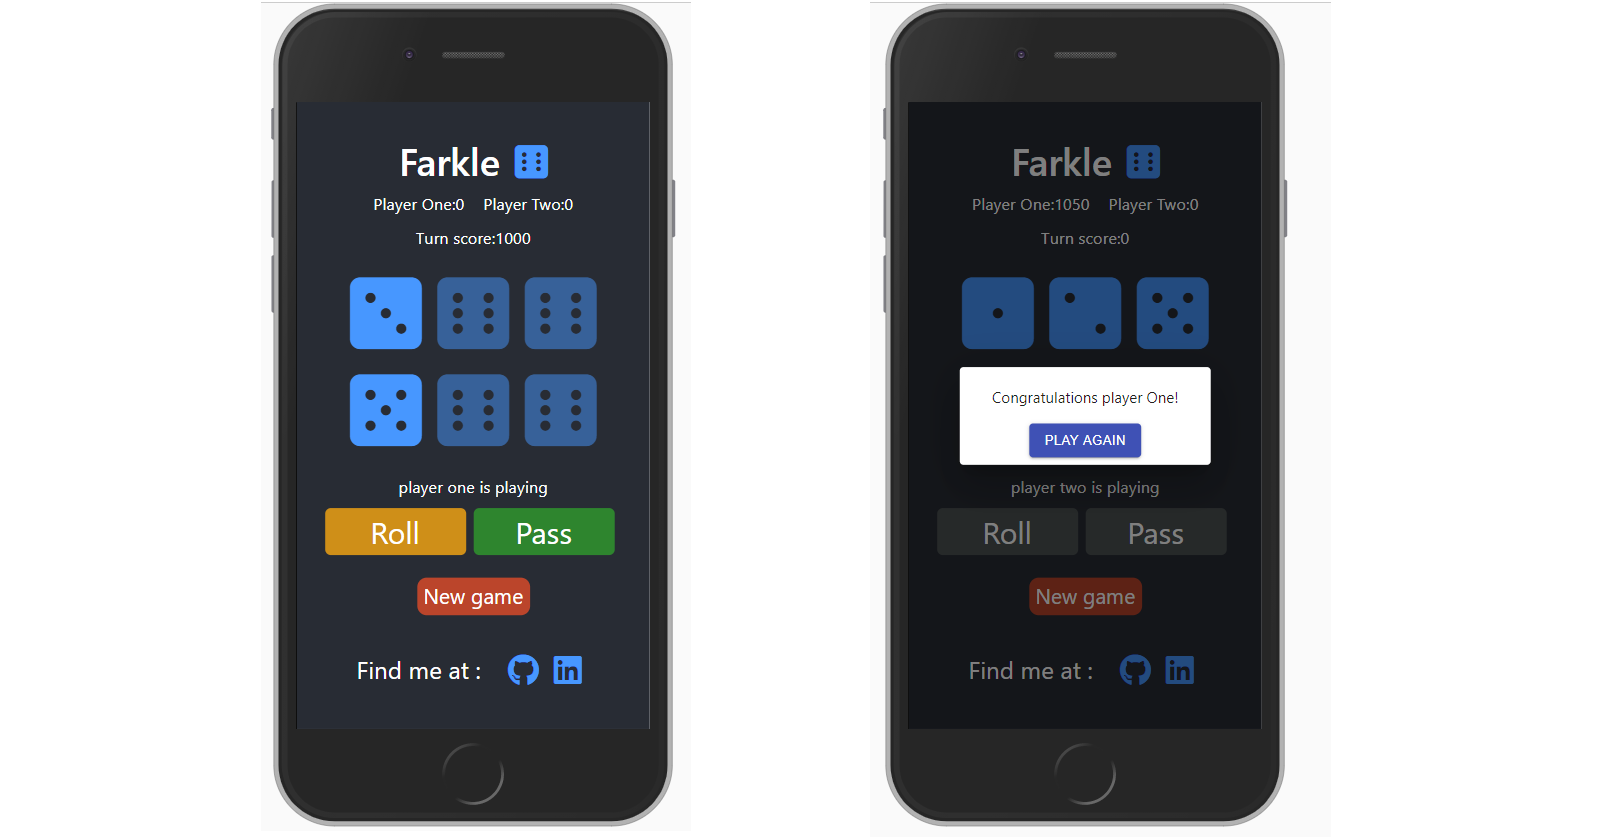 Farkle
Player One:0 Player Two:0
Turn score:1000
player one is playing
Roll Pass
New game
Find me at : in
Farkle
Player One:1050 Player Two:0
Turn score:0
Congratulations player One!
PLAY AGAIN
player two is playing
Roll Pass
New game
Find me at : in